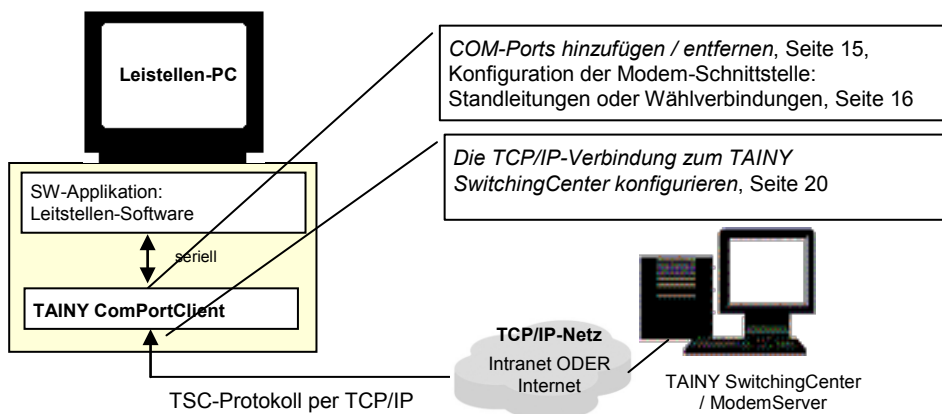 Leistellen-PC
COM-Ports hinzufügen / entfernen, Seite 15,
Konfiguration der Modem-Schnittstelle:
Standleitungen oder Wählverbindungen, Seite 16
Die TCP/IP-Verbindung zum TAINY
SwitchingCenter konfigurieren, Seite 20
SW-Applikation:
Leitstellen-Software
seriell
TAINY ComPortClient
TCP/IP-Netz
Intranet ODER
Internet
TSC-Protokoll per TCP/IP
TAINY SwitchingCenter
/ ModemServer